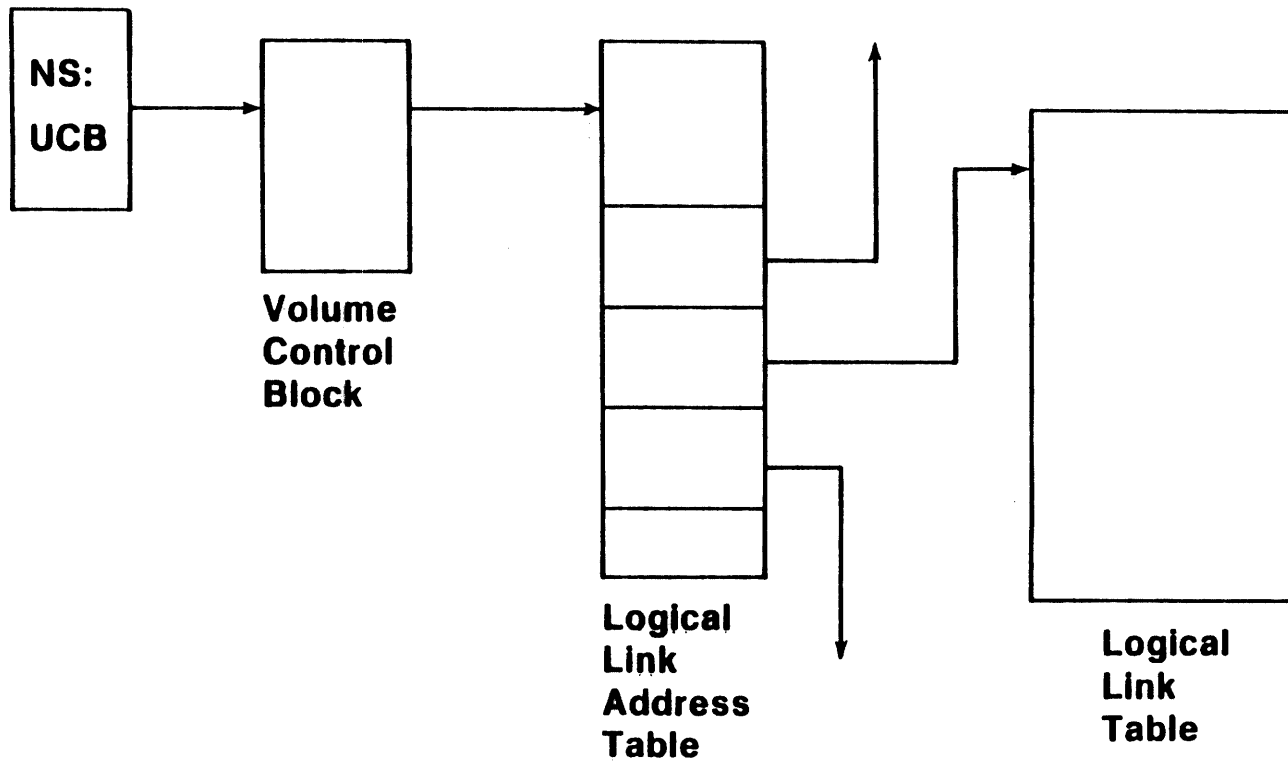 NS:
UCB
Volume
Control
Block
Logical
Link
Address
Table
Logical
Link
Table